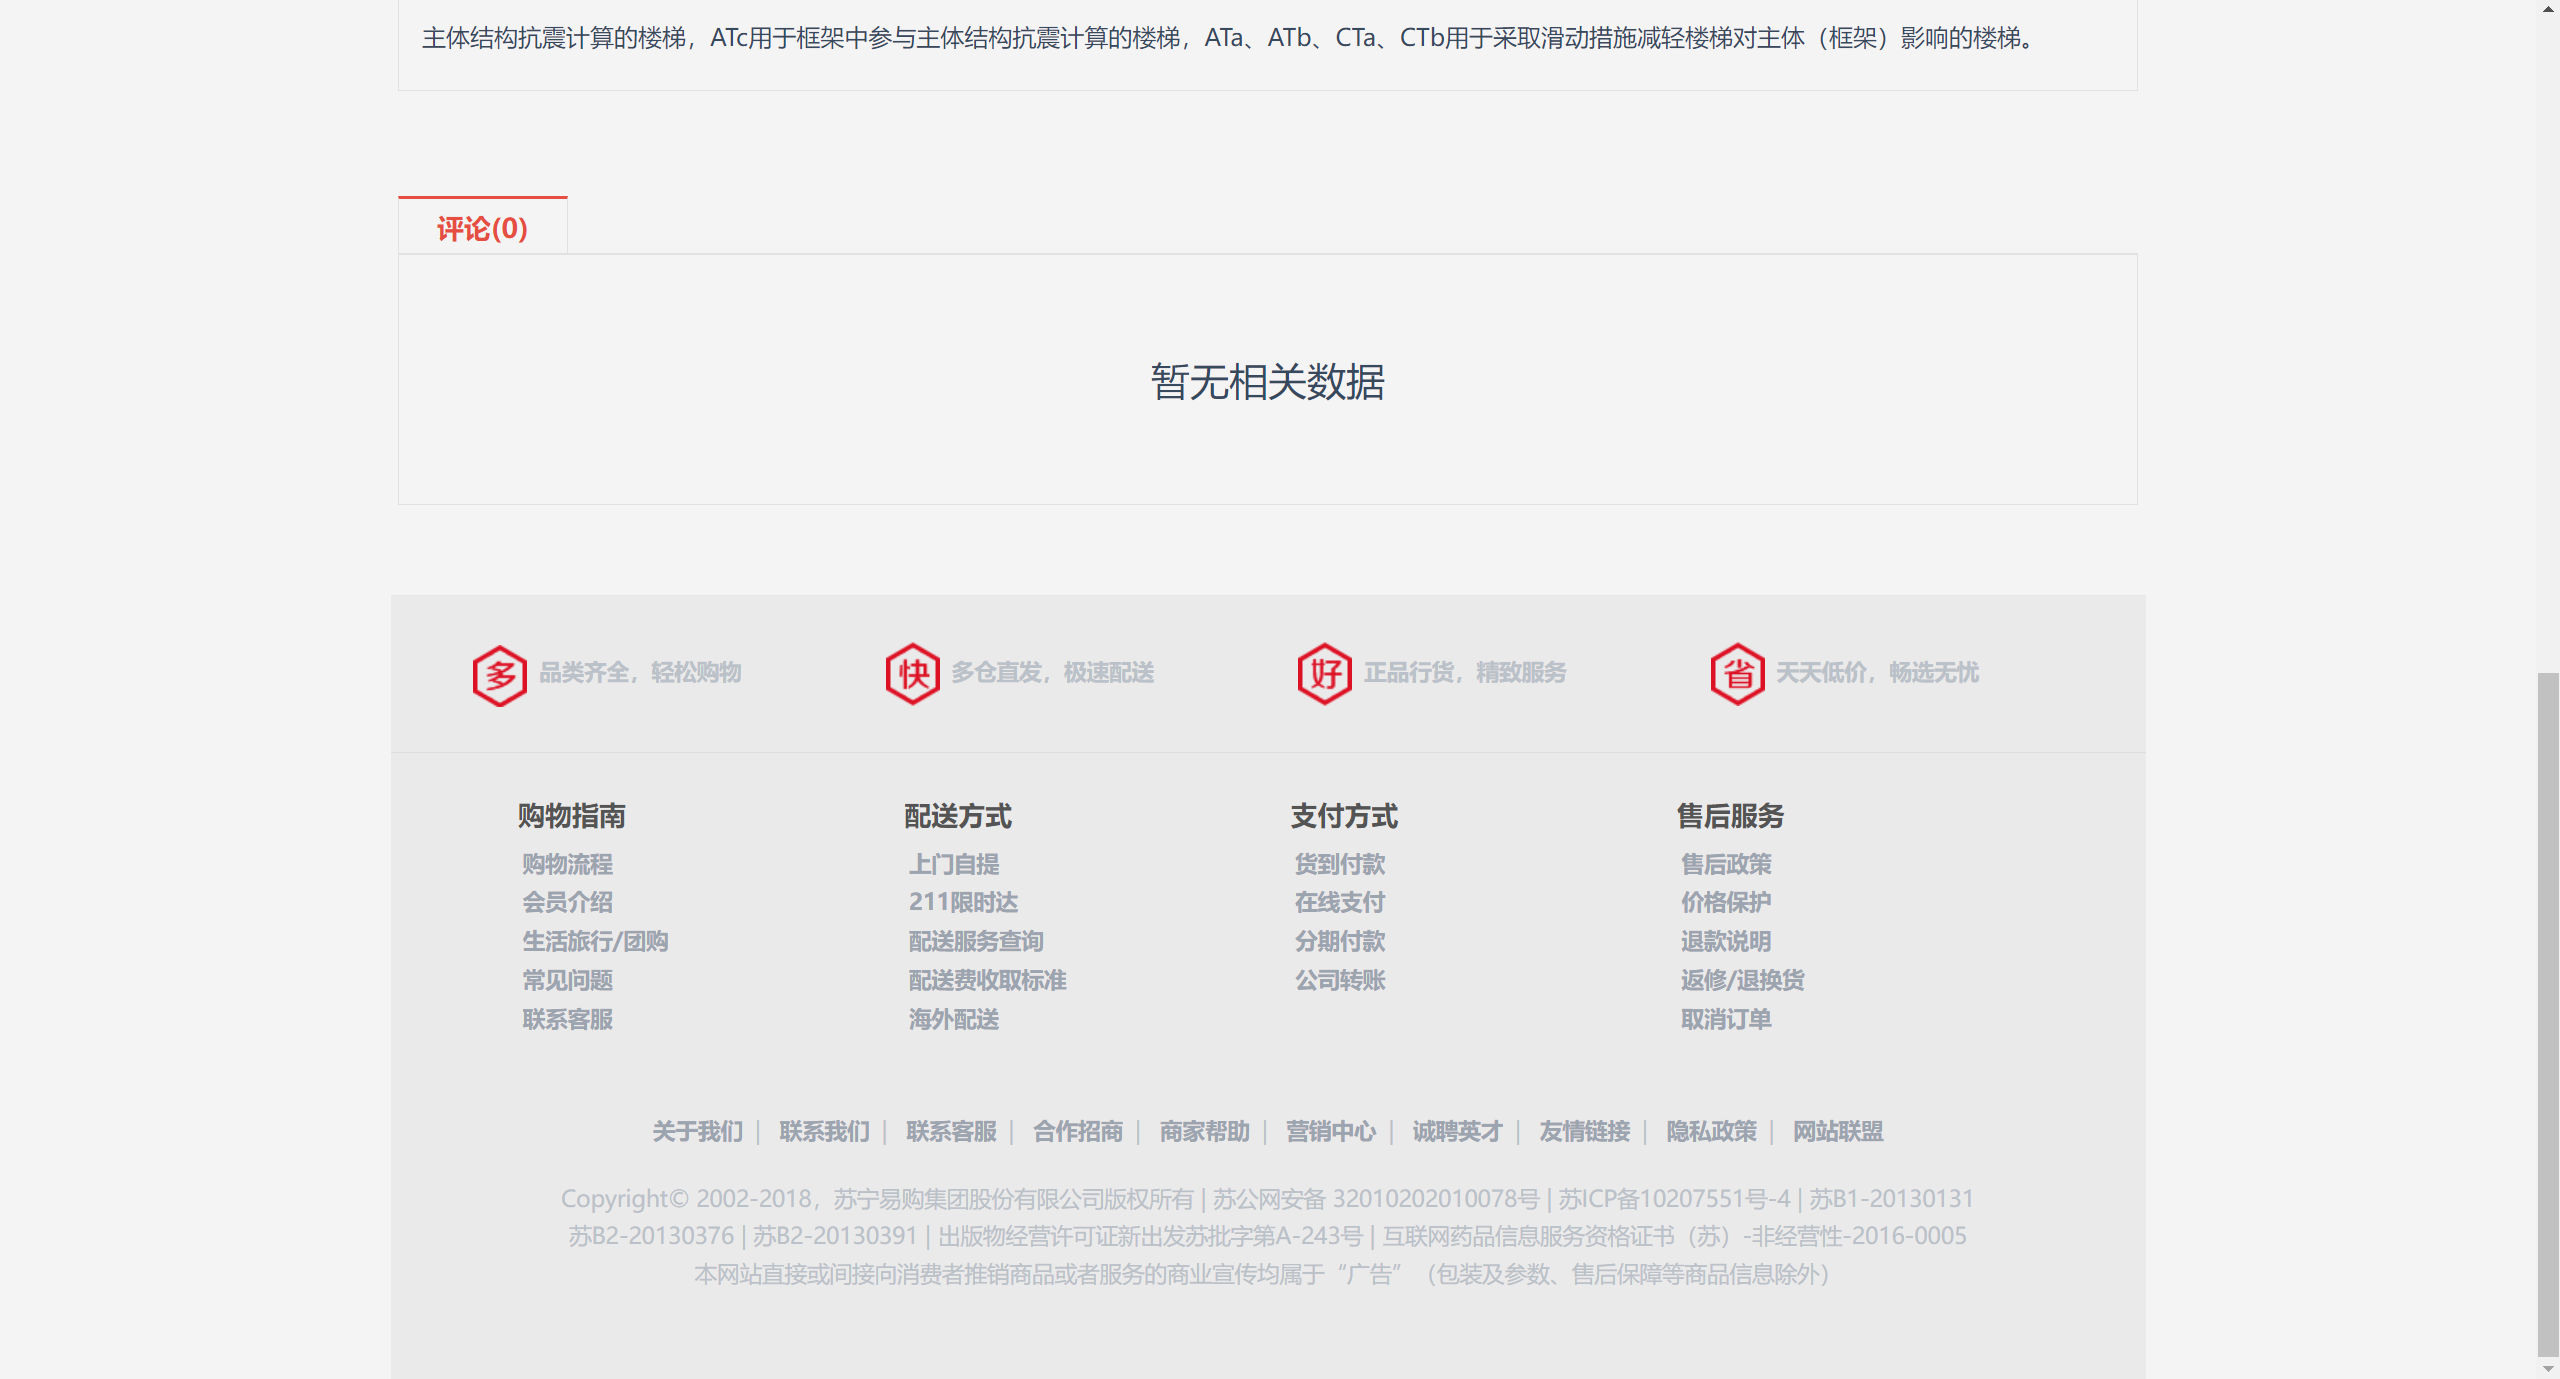 主体结构抗震计算的楼梯，ATc用于框架中参与主体结构抗震计算的楼梯，ATa、ATb、CTa、CTb用于采取滑动措施减轻楼梯对主体（框架）影响的楼梯。
评论(0)
暂无相关数据
多 品类齐全，轻松购物 快 多仓直发，极速配送 好 正品行货，精致服务 省 天天低价，畅选无忧
购物指南 配送方式 支付方式 售后服务
购物流程 上门自提 货到付款 售后政策
会员介绍 211限时达 在线支付 价格保护
生活旅行/团购 配送服务查询 分期付款 退款说明
常见问题 配送费收取标准 公司转账 返修/退换货
联系客服 海外配送 取消订单
关于我们 | 联系我们 | 联系客服 | 合作招商 | 商家帮助 | 营销中心 | 诚聘英才 | 友情链接 | 隐私政策 | 网站联盟
Copyright© 2002-2018，苏宁易购集团股份有限公司版权所有 | 苏公网安备 32010202010078号 | 苏ICP备10207551号-4 | 苏B1-20130131
苏B2-20130376 | 苏B2-20130391 | 出版物经营许可证新出发苏批字第A-243号 | 互联网药品信息服务资格证书（苏）-非经营性-2016-0005
本网站直接或间接向消费者推销商品或者服务的商业宣传均属于“广告”（包装及参数、售后保障等商品信息除外）